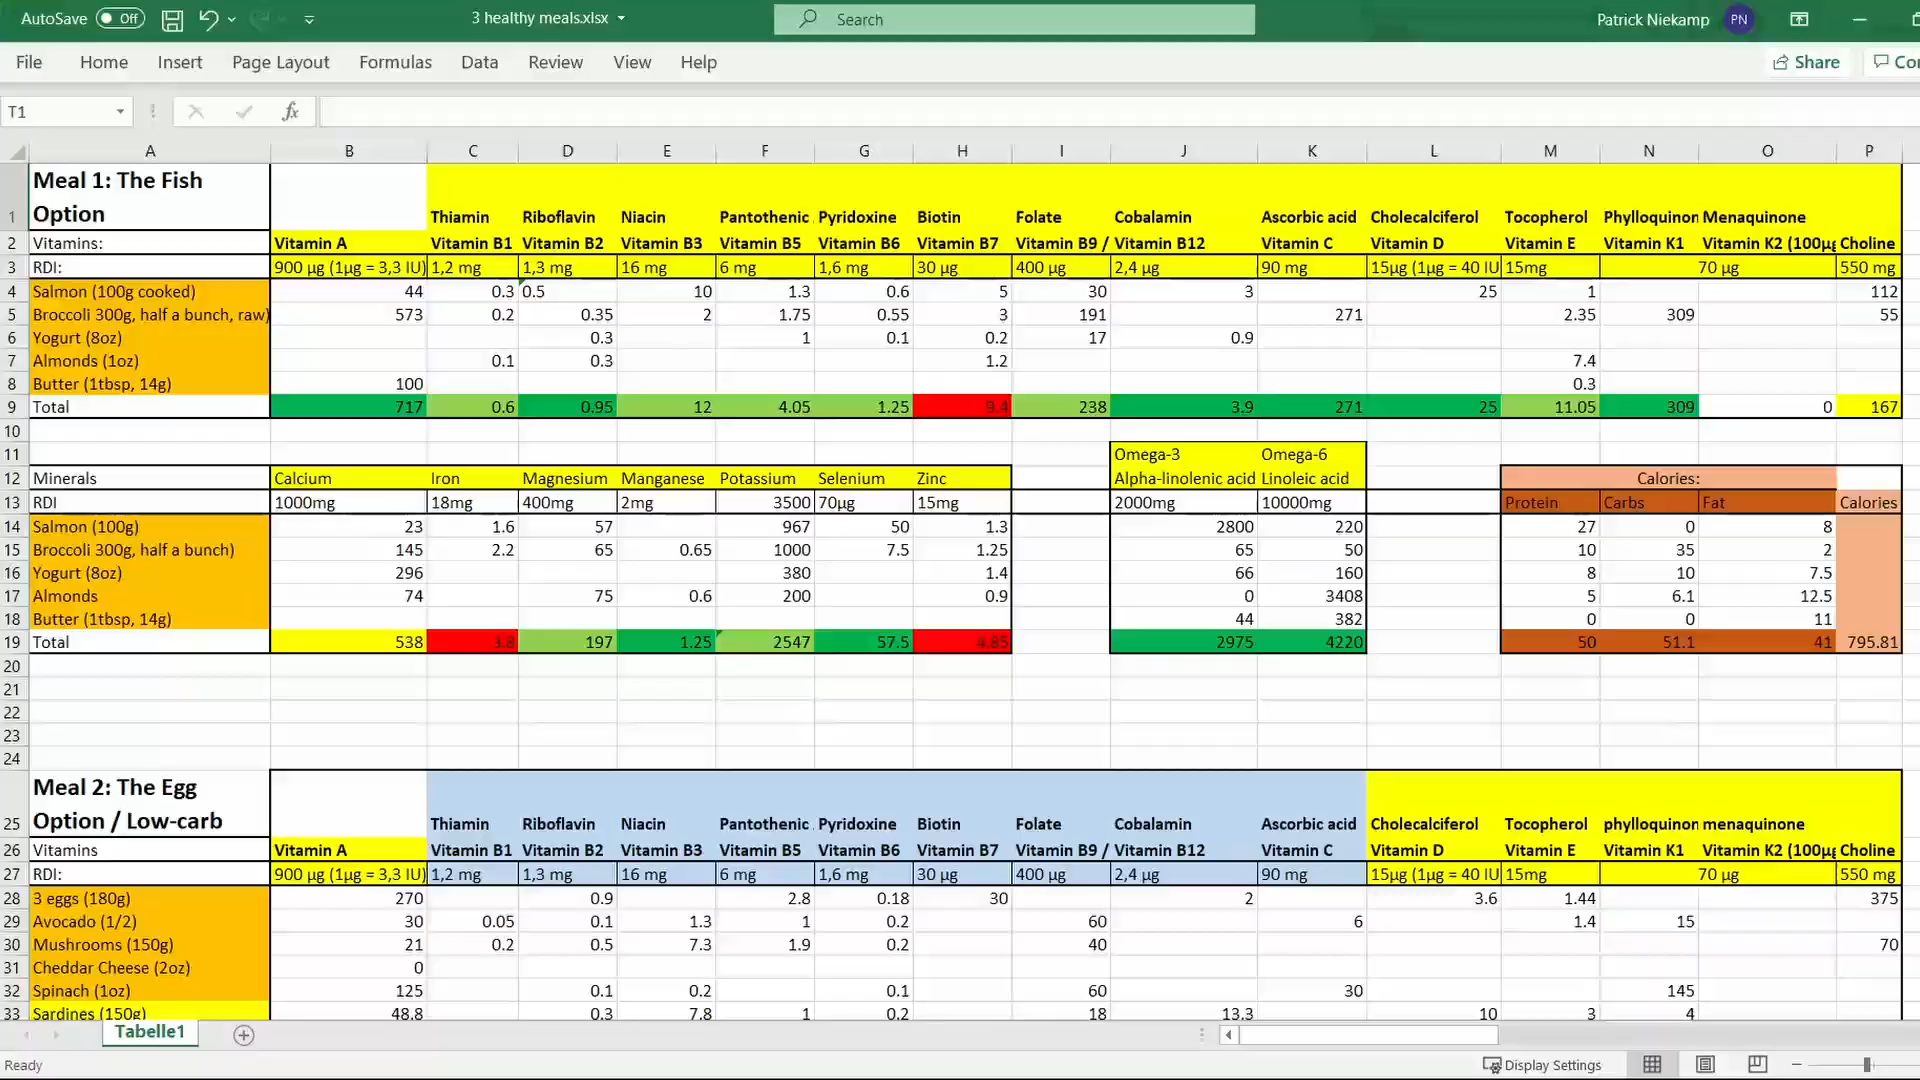 AutoSave Off 3 healthy meals.xlsx Search Patrick Niekamp PN
File Home Insert Page Layout Formulas Data Review View Help Share
T1 fx
A B C D E F G H I J K L M N O P
Meal 1: The Fish
Option
1 Thiamin Riboflavin Niacin Pantothenic Pyridoxine Biotin Folate Cobalamin Ascorbic acid Cholecalciferol Tocopherol Phylloquinon Menaquinone
2 Vitamins: Vitamin A Vitamin B1 Vitamin B2 Vitamin B3 Vitamin B5 Vitamin B6 Vitamin B7 Vitamin B9 / Vitamin B12 Vitamin C Vitamin D Vitamin E Vitamin K1 Vitamin K2 (100µg Choline
3 RDI: 900 µg (1µg = 3,3 IU) 1,2 mg 1,3 mg 16 mg 6 mg 1,6 mg 30 µg 400 µg 2,4 µg 90 mg 15µg (1µg = 40 IU 15mg 70 µg 550 mg
4 Salmon (100g cooked) 44 0.3 0.5 10 1.3 0.6 5 30 3 25 1 112
5 Broccoli 300g, half a bunch, raw) 573 0.2 0.35 2 1.75 0.55 3 191 271 2.35 309 55
6 Yogurt (8oz) 0.3 1 0.1 0.2 17 0.9
7 Almonds (1oz) 0.1 0.3 1.2 7.4
8 Butter (1tbsp, 14g) 100 0.3
9 Total 717 0.6 0.95 12 4.05 1.25 9.4 238 3.9 271 25 11.05 309 0 167
10
11 Omega-3 Omega-6
12 Minerals Calcium Iron Magnesium Manganese Potassium Selenium Zinc Alpha-linolenic acid Linoleic acid Calories:
13 RDI 1000mg 18mg 400mg 2mg 3500 70µg 15mg 2000mg 10000mg Protein Carbs Fat Calories
14 Salmon (100g) 23 1.6 57 967 50 1.3 2800 220 27 0 8
15 Broccoli 300g, half a bunch) 145 2.2 65 0.65 1000 7.5 1.25 65 50 10 35 2
16 Yogurt (8oz) 296 380 1.4 66 160 8 10 7.5
17 Almonds 74 75 0.6 200 0.9 0 3408 5 6.1 12.5
18 Butter (1tbsp, 14g) 44 382 0 0 11
19 Total 538 3.8 197 1.25 2547 57.5 4.85 2975 4220 50 51.1 41 795.81
20
21
22
23
24
Meal 2: The Egg
Option / Low-carb
25 Thiamin Riboflavin Niacin Pantothenic Pyridoxine Biotin Folate Cobalamin Ascorbic acid Cholecalciferol Tocopherol phylloquinon menaquinone
26 Vitamins Vitamin A Vitamin B1 Vitamin B2 Vitamin B3 Vitamin B5 Vitamin B6 Vitamin B7 Vitamin B9 / Vitamin B12 Vitamin C Vitamin D Vitamin E Vitamin K1 Vitamin K2 (100µg Choline
27 RDI: 900 µg (1µg = 3,3 IU) 1,2 mg 1,3 mg 16 mg 6 mg 1,6 mg 30 µg 400 µg 2,4 µg 90 mg 15µg (1µg = 40 IU 15mg 70 µg 550 mg
28 3 eggs (180g) 270 0.9 2.8 0.18 30 2 3.6 1.44 375
29 Avocado (1/2) 30 0.05 0.1 1.3 1 0.2 60 6 1.4 15
30 Mushrooms (150g) 21 0.2 0.5 7.3 1.9 0.2 40 70
31 Cheddar Cheese (2oz) 0
32 Spinach (1oz) 125 0.1 0.2 0.1 60 30 145
33 Sardines (150g) 48.8 0.3 7.8 1 0.2 18 13.3 10 3 4
Tabelle1
Ready Display Settings